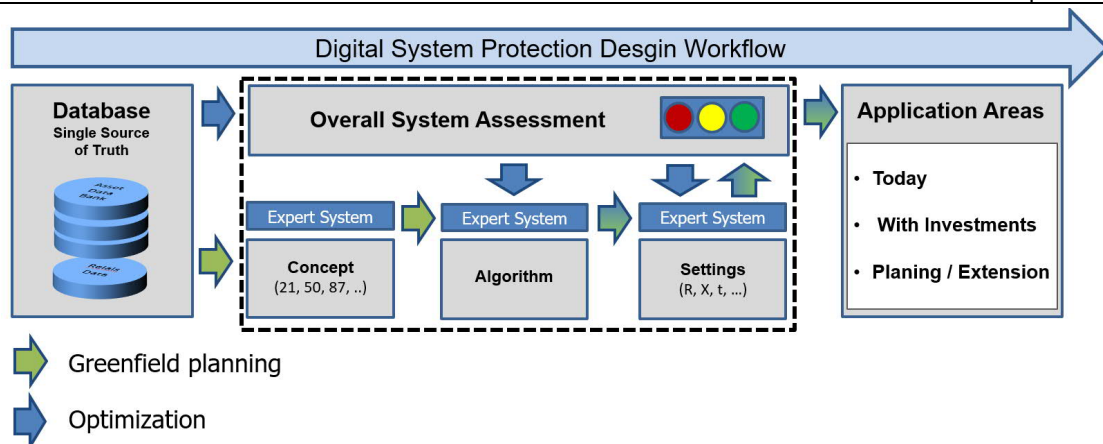 Digital System Protection Desgin Workflow
Database
Single Source
of Truth
Asset
Data
Bank
Relais
Data
Overall System Assessment
Expert System
Concept
(21, 50, 87, ..)
Expert System
Algorithm
Expert System
Settings
(R, X, t, ...)
Application Areas
• Today
• With Investments
• Planing / Extension
Greenfield planning
Optimization